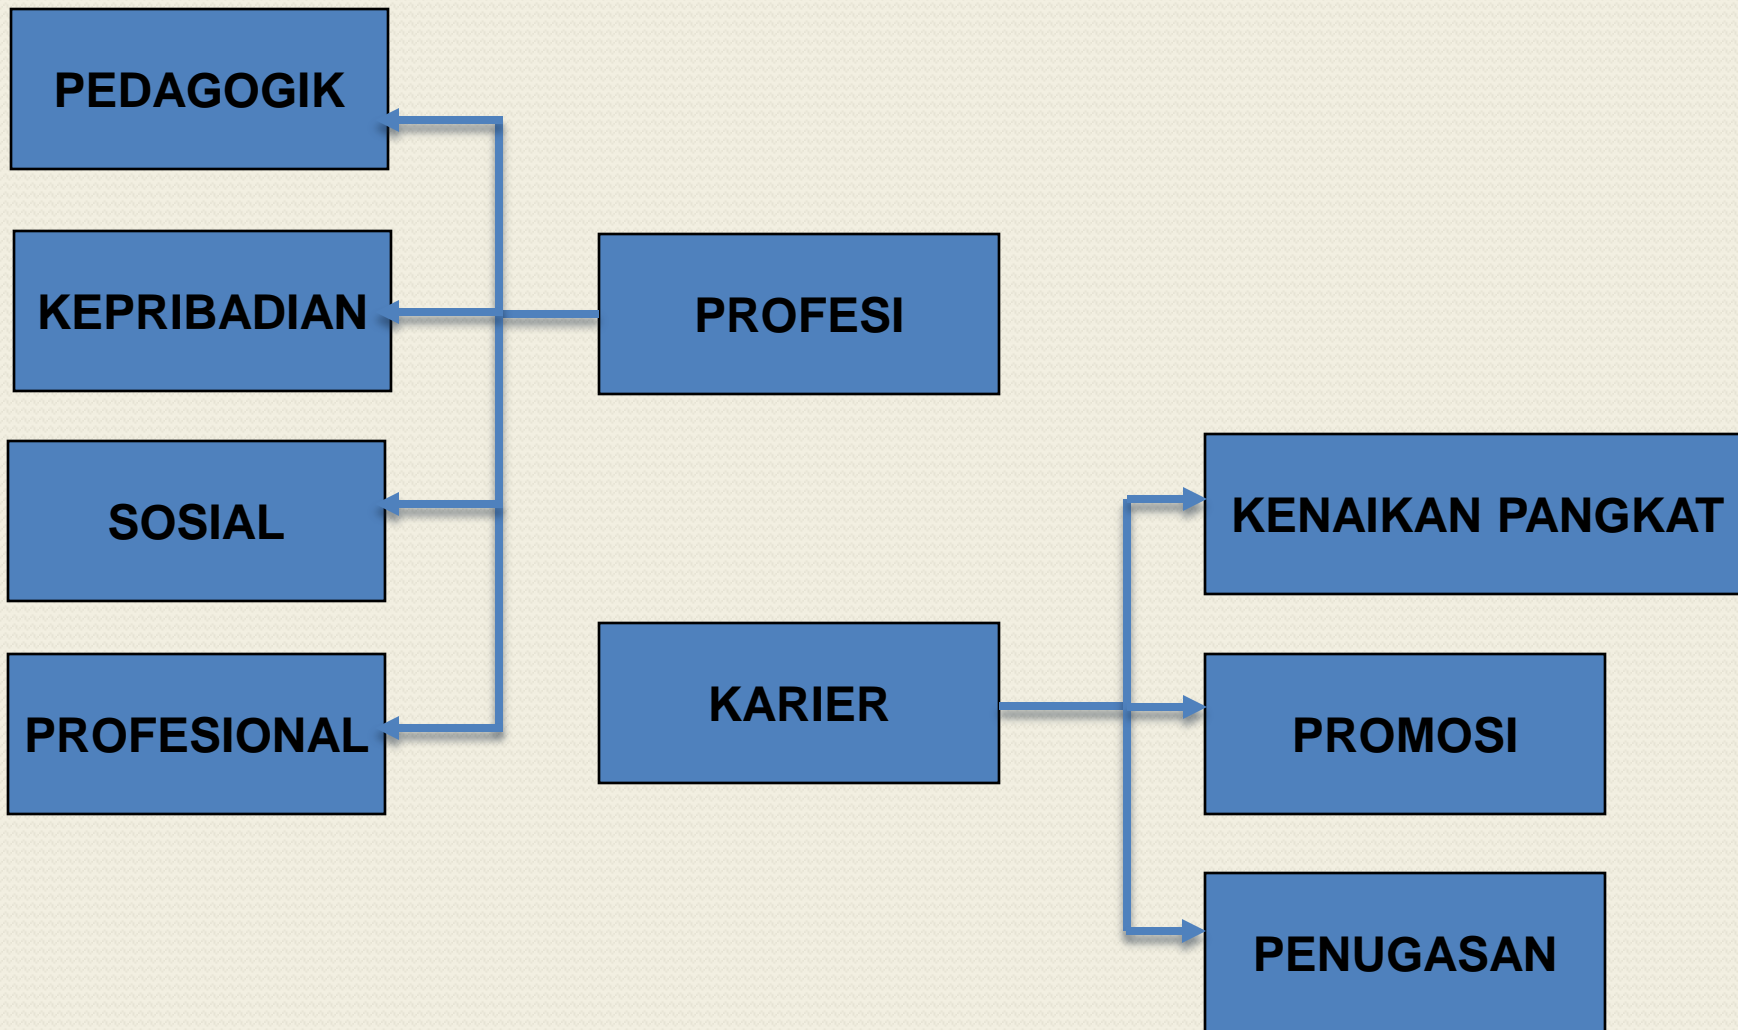 PEDAGOGIK
KEPRIBADIAN
SOSIAL
PROFESIONAL
PROFESI
KARIER
KENAIKAN PANGKAT
PROMOSI
PENUGASAN